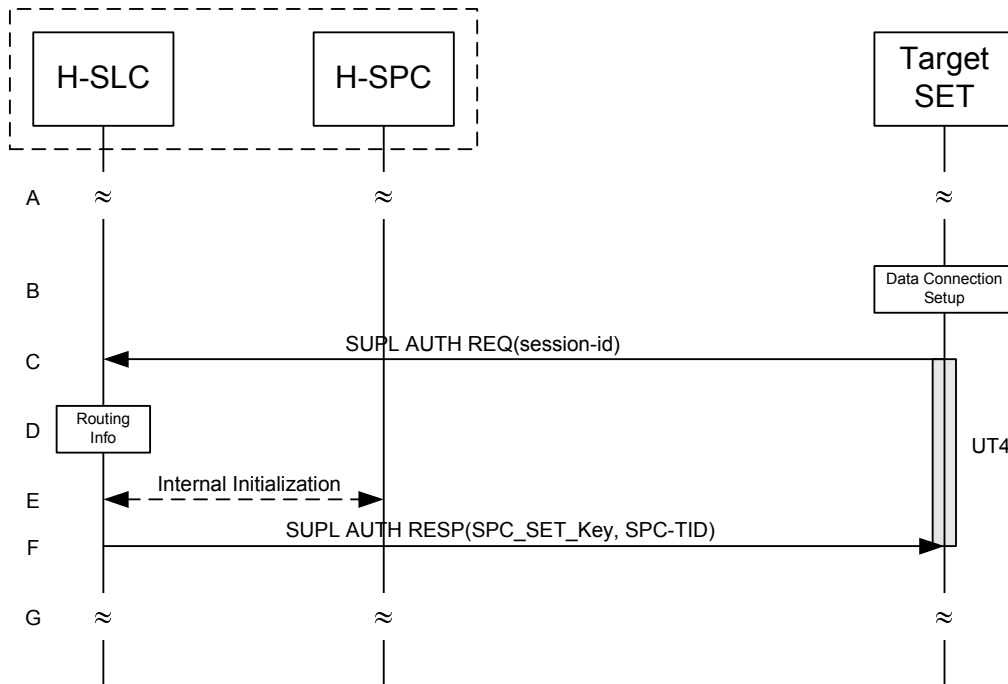 H-SLC
H-SPC
Target
SET
A
≈ ≈ ≈
B
Data Connection
Setup
SUPL AUTH REQ(session-id)
C
Routing
Info
D
UT4
Internal Initialization
E
SUPL AUTH RESP(SPC_SET_Key, SPC-TID)
F
G
≈ ≈ ≈